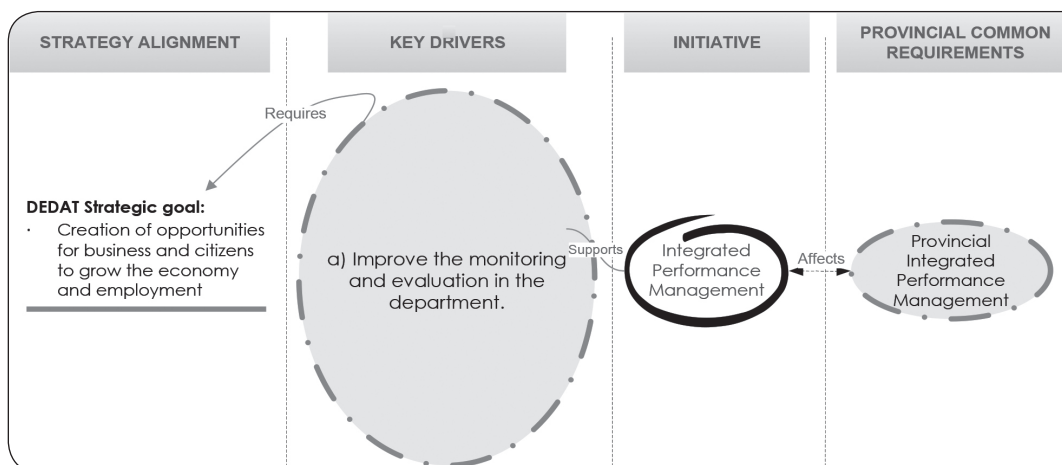 STRATEGY ALIGNMENT
KEY DRIVERS
INITIATIVE
PROVINCIAL COMMON
REQUIREMENTS
Requires
DEDAT Strategic goal:
· Creation of opportunities
for business and citizens
to grow the economy
and employment
a) Improve the monitoring
and evaluation in the
department.
Supports
Integrated
Performance
Management
Affects
Provincial
Integrated
Performance
Management